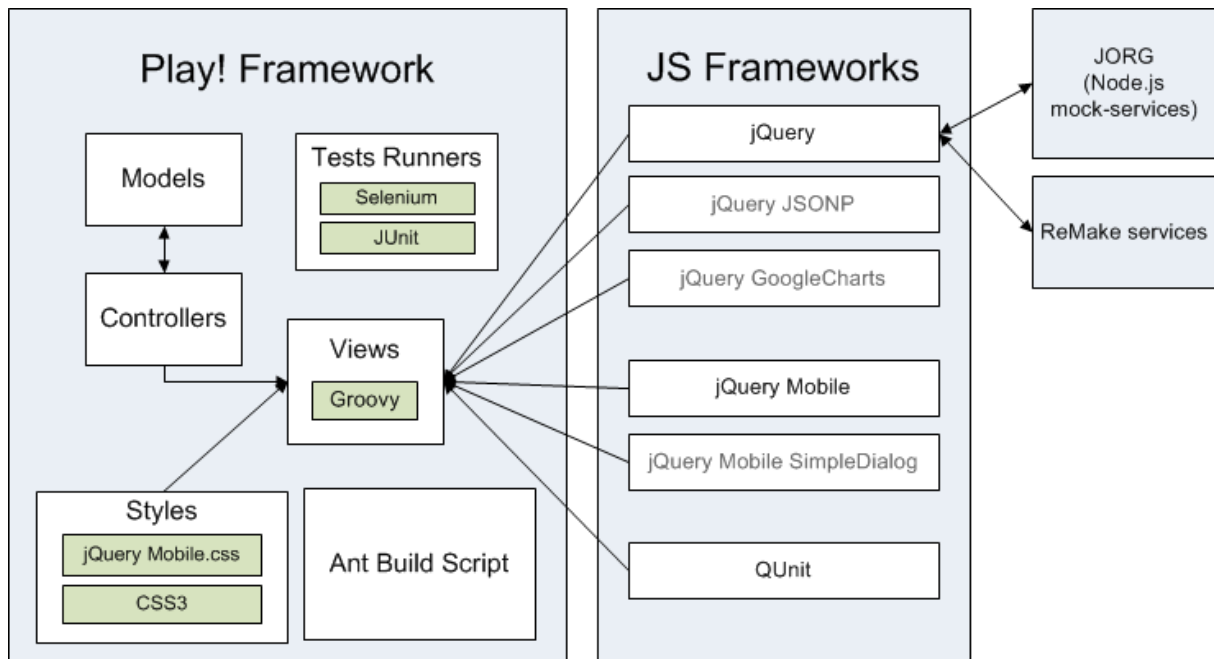 Play! Framework
Models
Controllers
Tests Runners
Selenium
JUnit
Views
Groovy
Styles
jQuery Mobile.css
CSS3
Ant Build Script
JS Frameworks
jQuery
jQuery JSONP
jQuery GoogleCharts
jQuery Mobile
jQuery Mobile SimpleDialog
QUnit
JORG
(Node.js
mock-services)
ReMake services